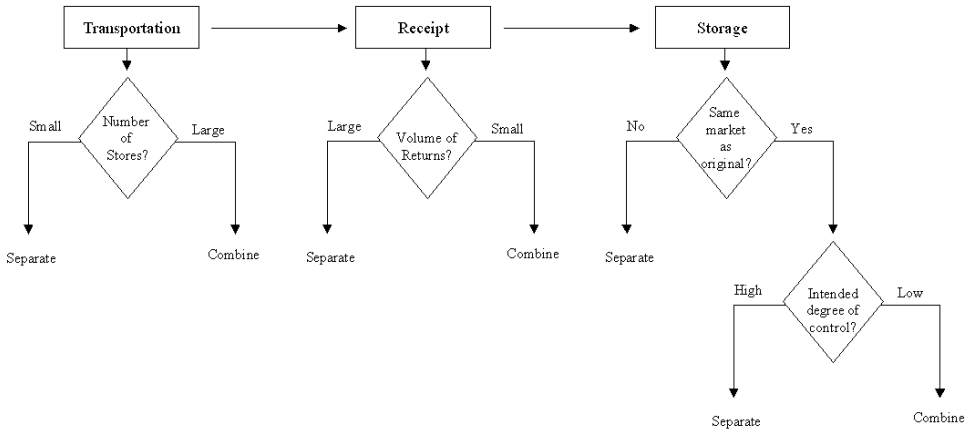 Transportation
Receipt
Storage
Number
of
Stores?
Small
Large
Separate
Combine
Volume of
Returns?
Large
Small
Separate
Combine
Same
market
as
original?
No
Yes
Separate
Intended
degree of
control?
High
Low
Separate
Combine